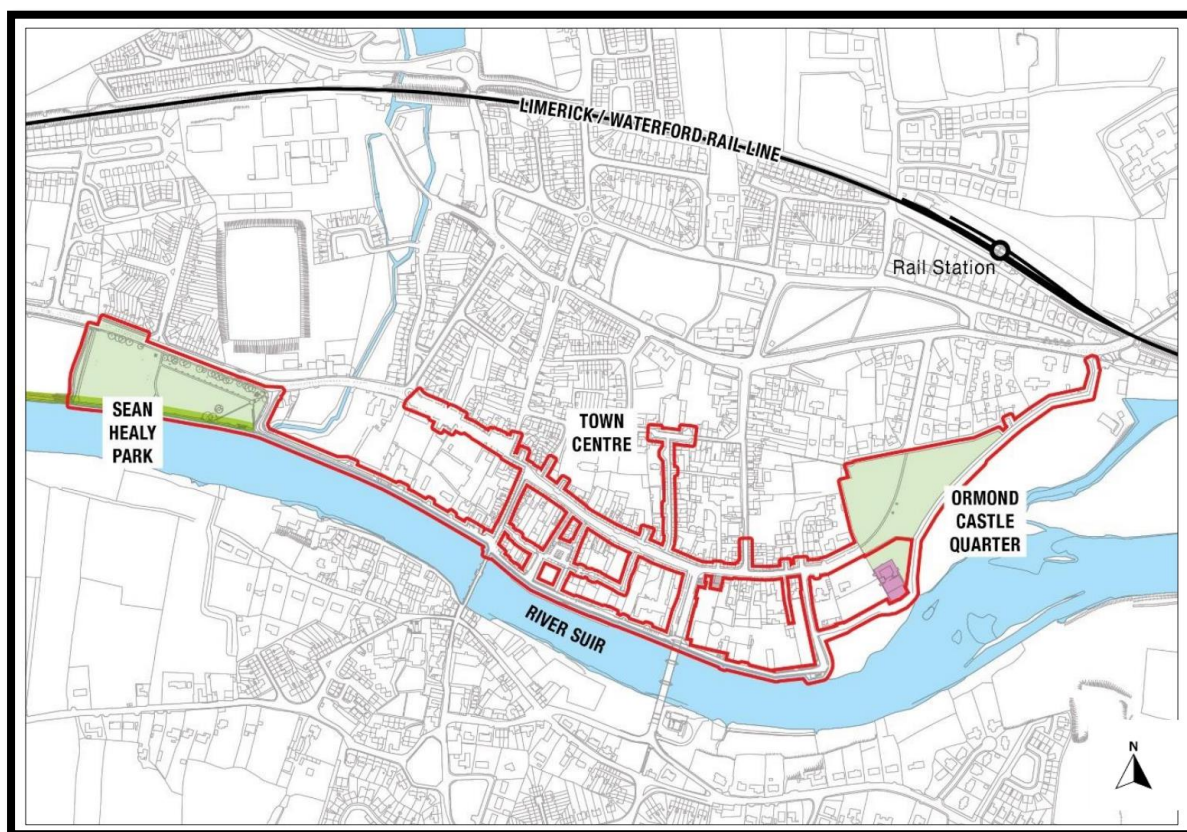 LIMERICK / WATERFORD RAIL LINE
Rail Station
SEAN
HEALY
PARK
TOWN
CENTRE
ORMOND
CASTLE
QUARTER
RIVER SUIR
N